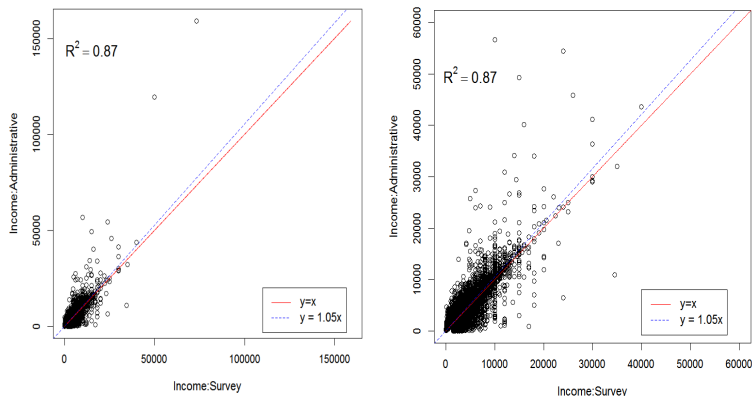 R² = 0.87
Income:Administrative
150000
100000
50000
0
0
50000
100000
150000
Income:Survey
y=x
y = 1.05x
R² = 0.87
Income:Administrative
60000
50000
40000
30000
20000
10000
0
0
10000
20000
30000
40000
50000
60000
Income:Survey
y=x
y = 1.05x